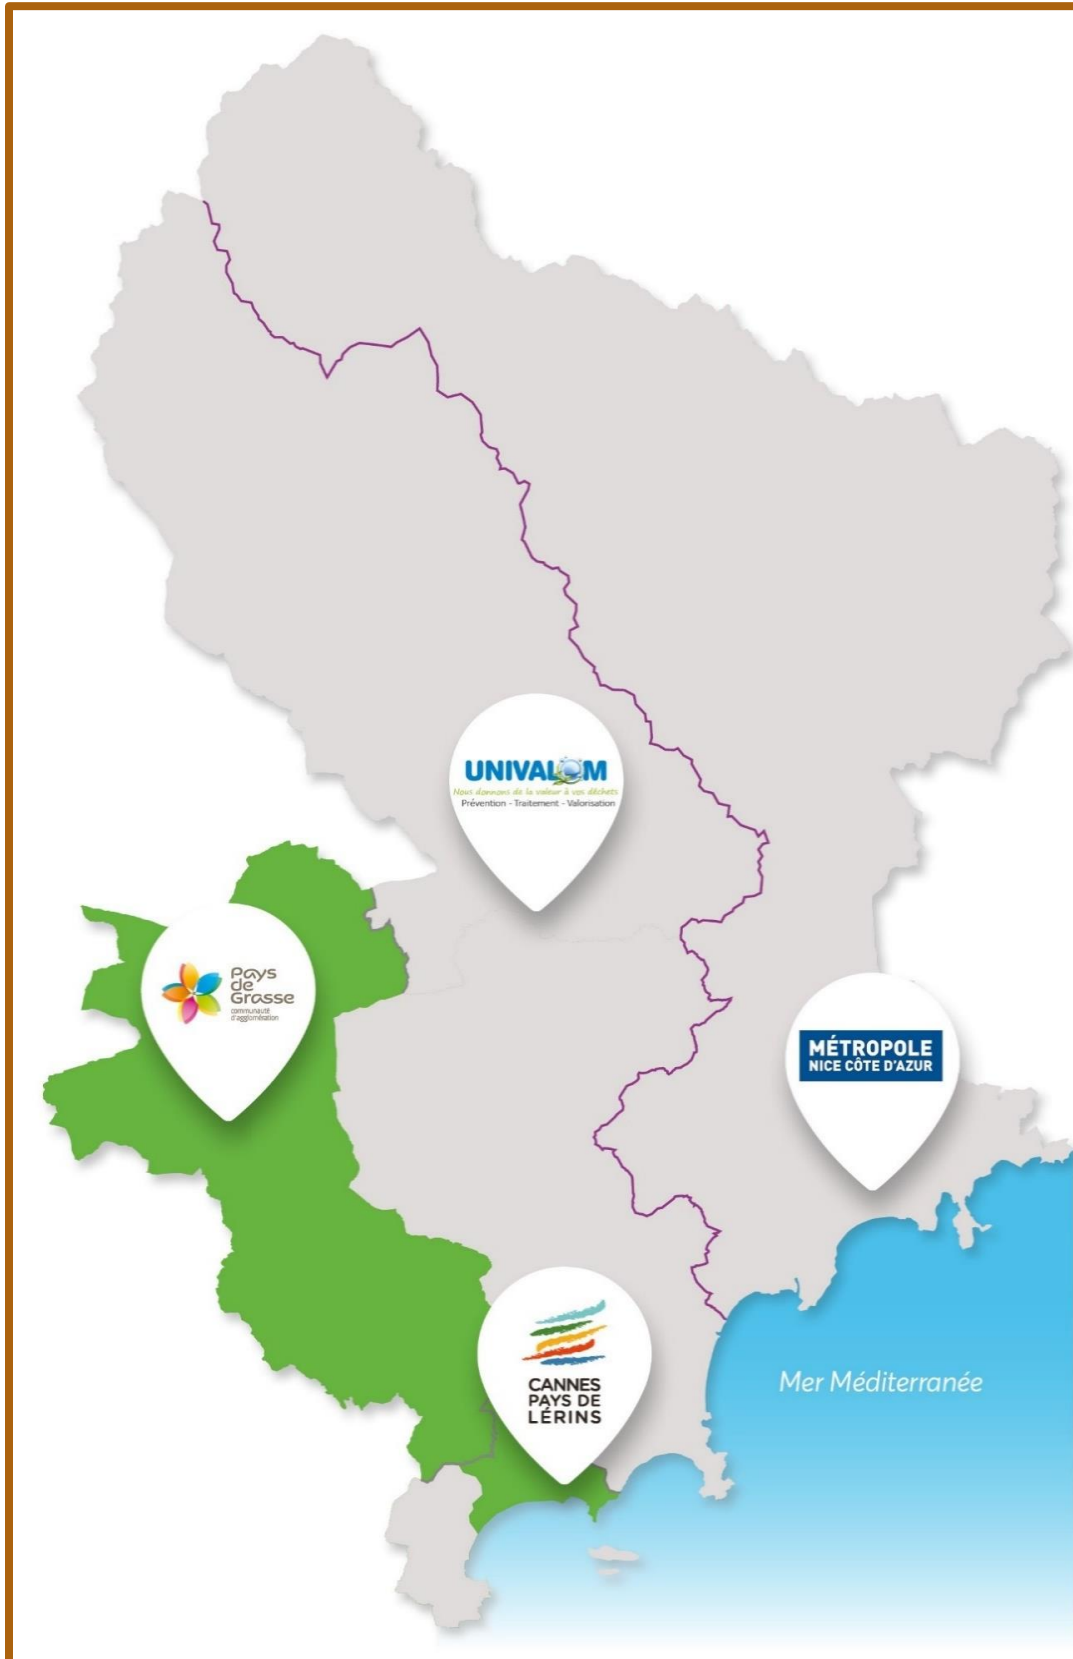 UNIVALOM
Nous donnons de la valeur à vos déchets
Prévention - Traitement - Valorisation
Pays
de
Grasse
communauté
d'agglomération
MÉTROPOLE
NICE CÔTE D'AZUR
CANNES
PAYS DE
LÉRINS
Mer Méditerranée